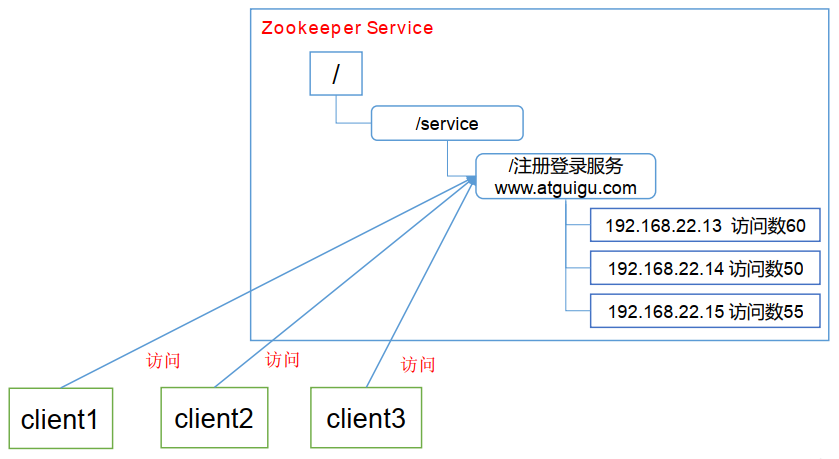 Zookeeper Service
/
/service
/注册登录服务
www.atguigu.com
192.168.22.13 访问数60
192.168.22.14 访问数50
192.168.22.15 访问数55
访问
访问
访问
client1
client2
client3